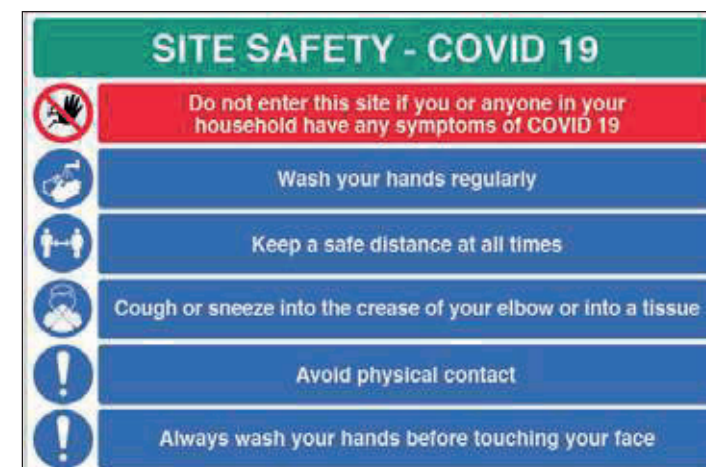 SITE SAFETY - COVID 19
Do not enter this site if you or anyone in your
household have any symptoms of COVID 19
Wash your hands regularly
Keep a safe distance at all times
Cough or sneeze into the crease of your elbow or into a tissue
Avoid physical contact
Always wash your hands before touching your face